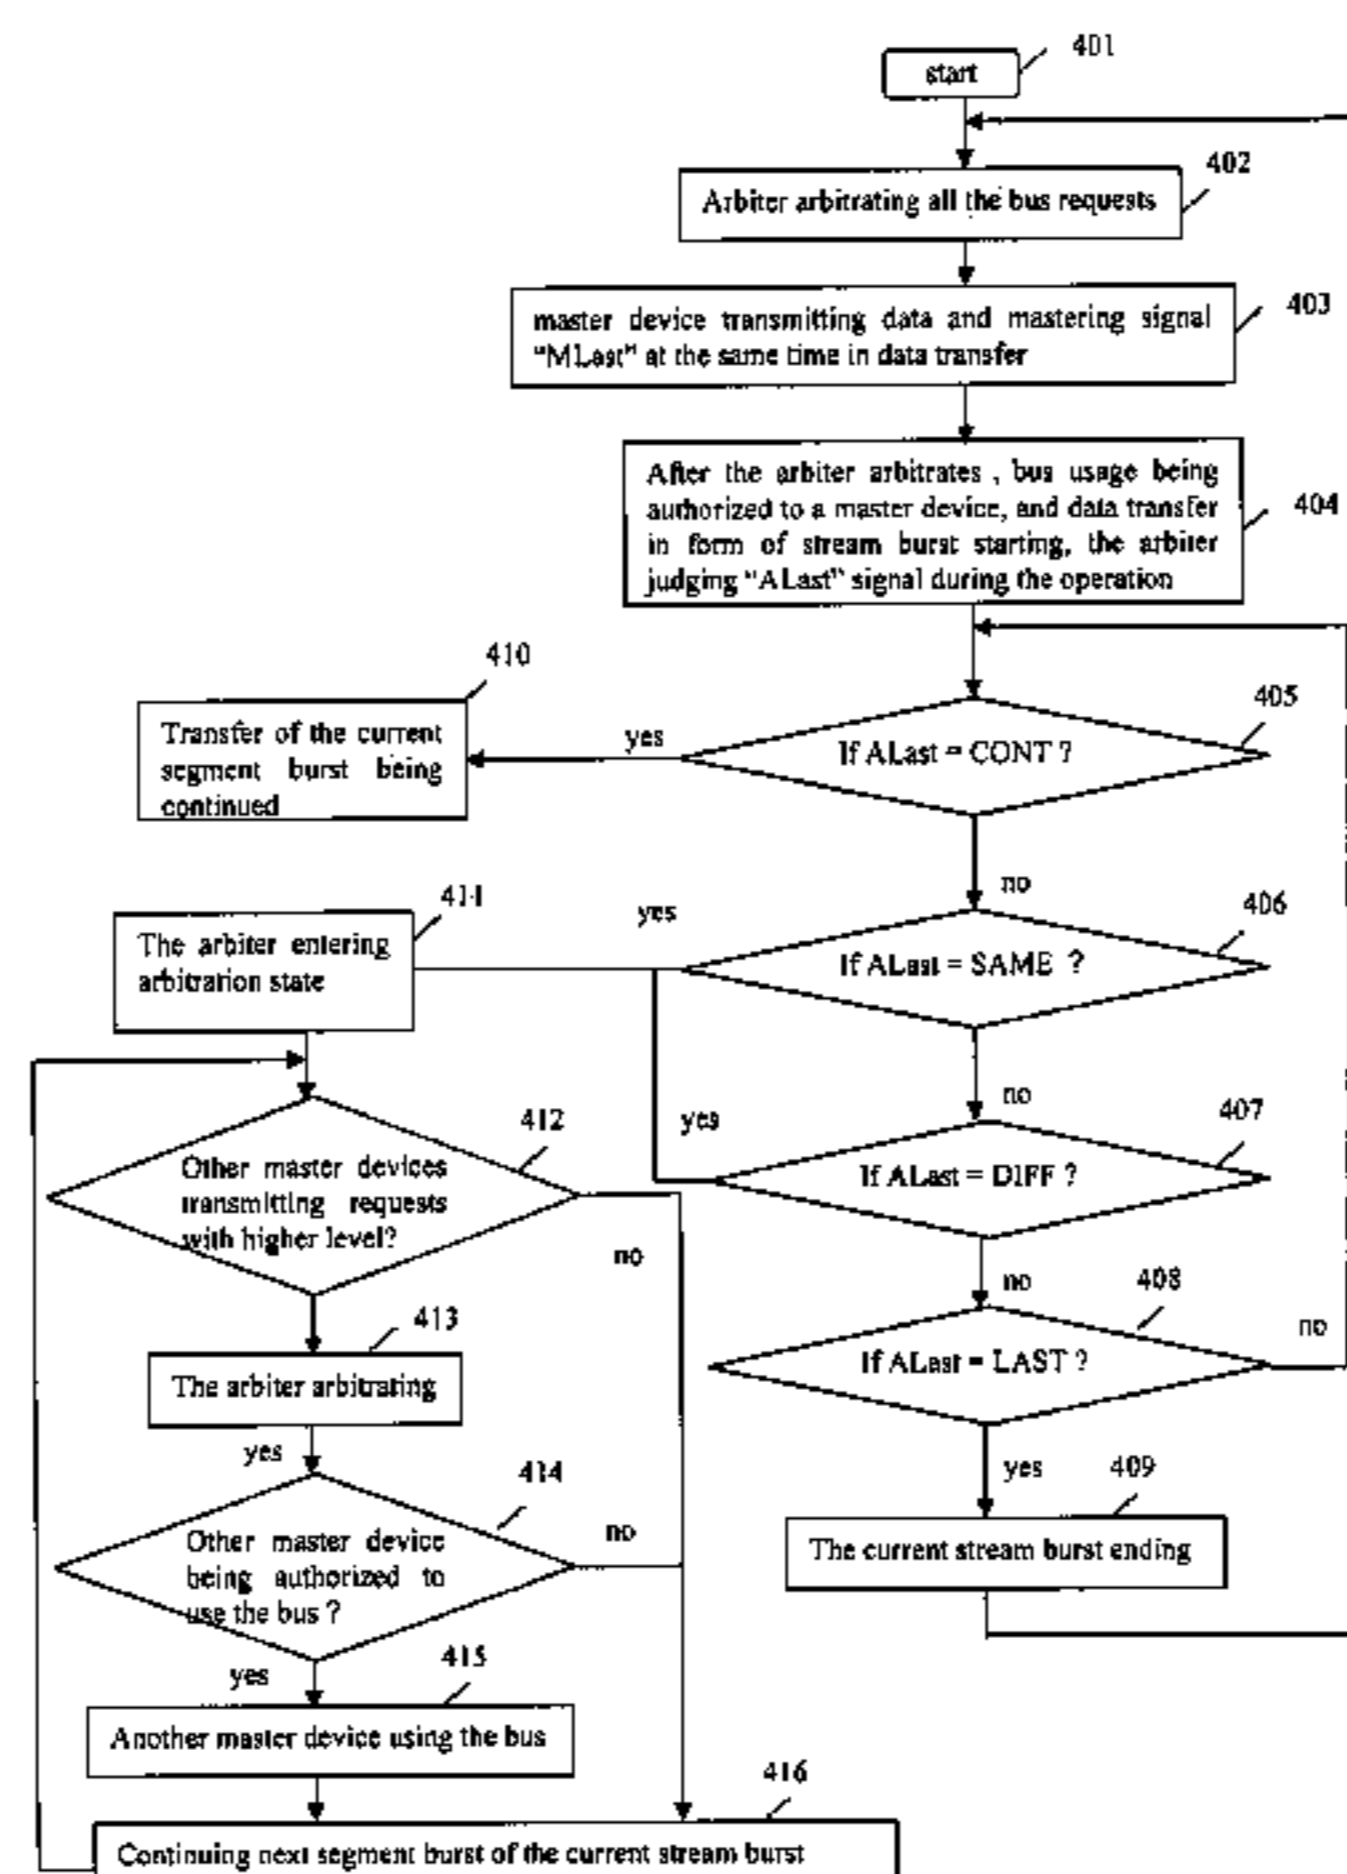 start
401
Arbiter arbitrating all the bus requests
402
master device transmitting data and mastering signal
“MLast” at the same time in data transfer
403
After the arbiter arbitrates , bus usage being
authorized to a master device, and data transfer
in form of stream burst starting, the arbiter
judging “ALast” signal during the operation
404
If ALast = CONT ?
405
yes
no
Transfer of the current
segment burst being
continued
410
If ALast = SAME ?
406
yes
no
The arbiter entering
arbitration state
411
If ALast = DIFF ?
407
yes
no
Other master devices
transmitting requests
with higher level?
412
no
If ALast = LAST ?
408
no
yes
The arbiter arbitrating
413
yes
The current stream burst ending
409
Other master device
being authorized to
use the bus ?
414
no
yes
Another master device using the bus
415
Continuing next segment burst of the current stream burst
416